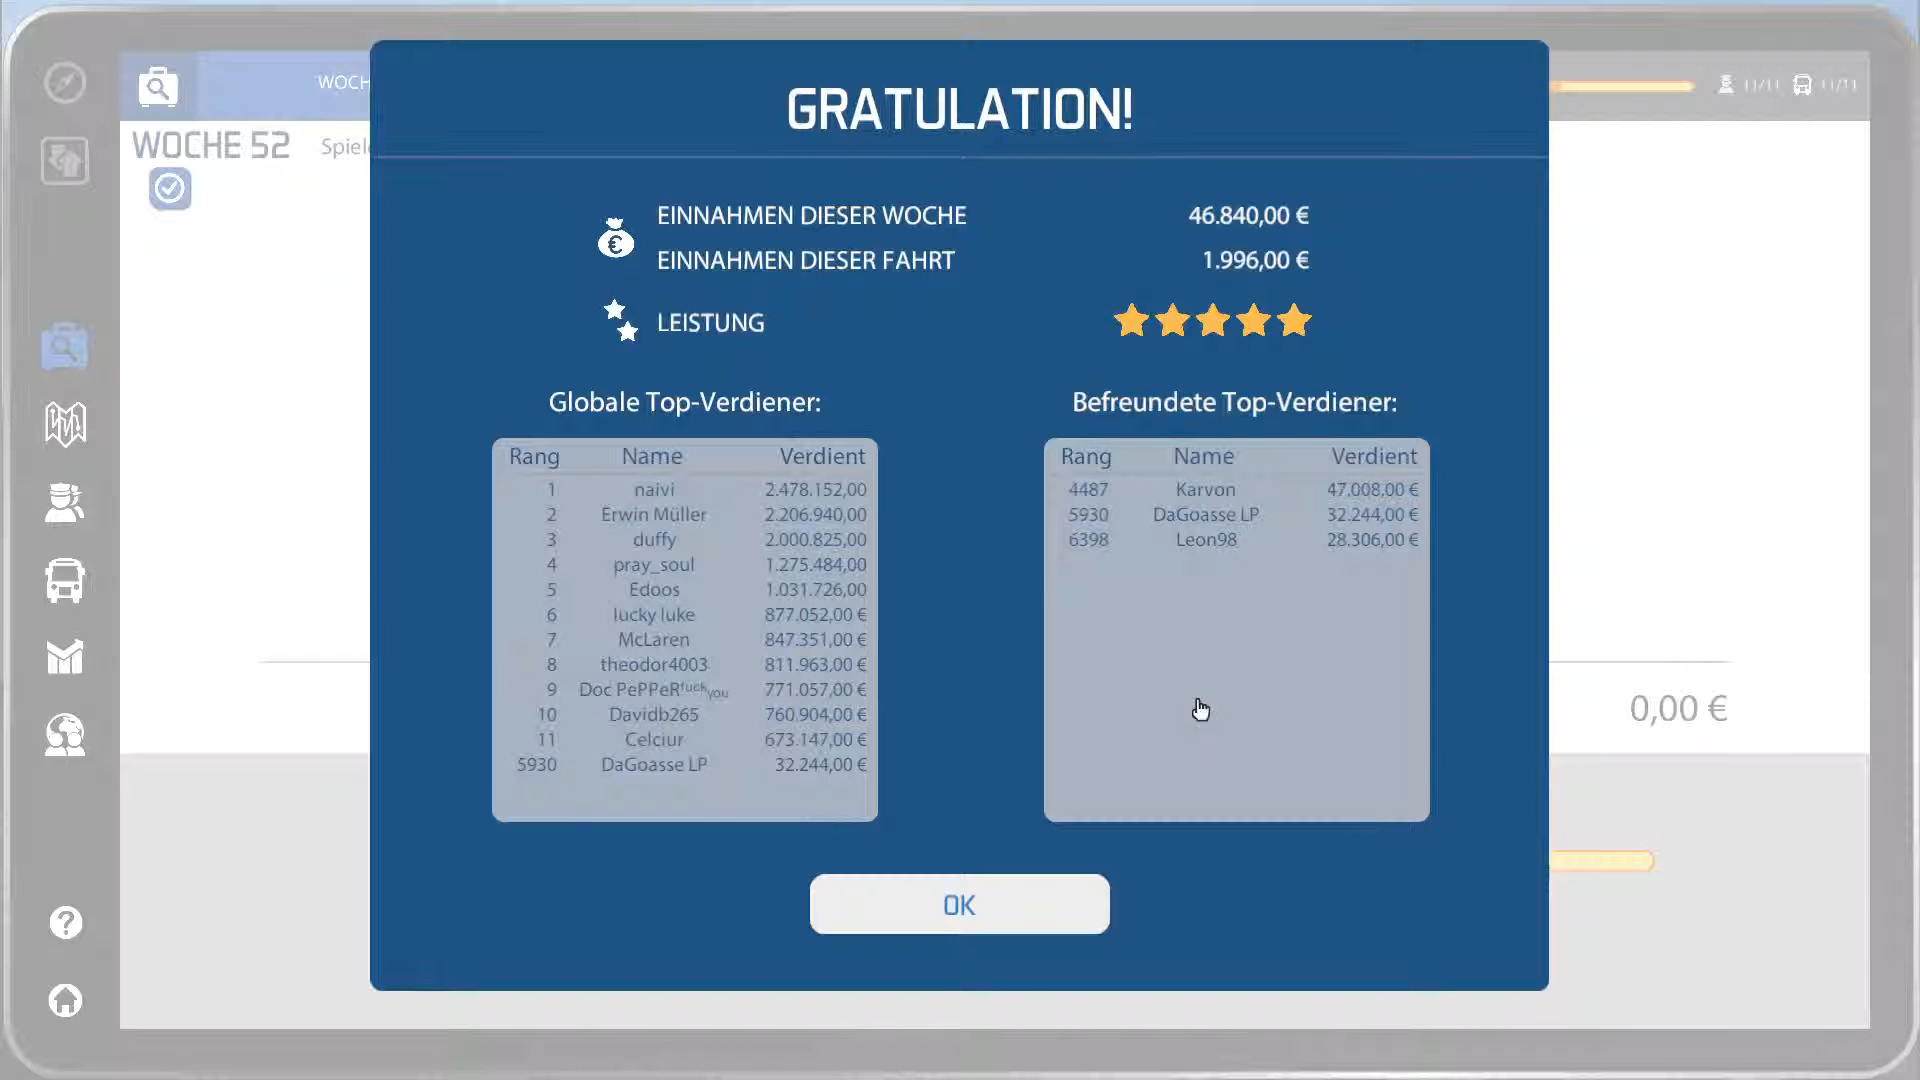 WOCH
WOCHE 52
Spiel
GRATULATION!
EINNAHMEN DIESER WOCHE 46.840,00 €
EINNAHMEN DIESER FAHRT 1.996,00 €
LEISTUNG
Globale Top-Verdiener:
Rang Name Verdient
1 naivi 2.478.152,00
2 Erwin Müller 2.206.940,00
3 duffy 2.000.825,00
4 pray_soul 1.275.484,00
5 Edoos 1.031.726,00
6 lucky luke 877.052,00 €
7 McLaren 847.351,00 €
8 theodor4003 811.963,00 €
9 Doc PePPeRᶠᵘᶜᵏyou 771.057,00 €
10 Davidb265 760.904,00 €
11 Celciur 673.147,00 €
5930 DaGoasse LP 32.244,00 €
Befreundete Top-Verdiener:
Rang Name Verdient
4487 Karvon 47.008,00 €
5930 DaGoasse LP 32.244,00 €
6398 Leon98 28.306,00 €
OK
11/11 11/11
0,00 €